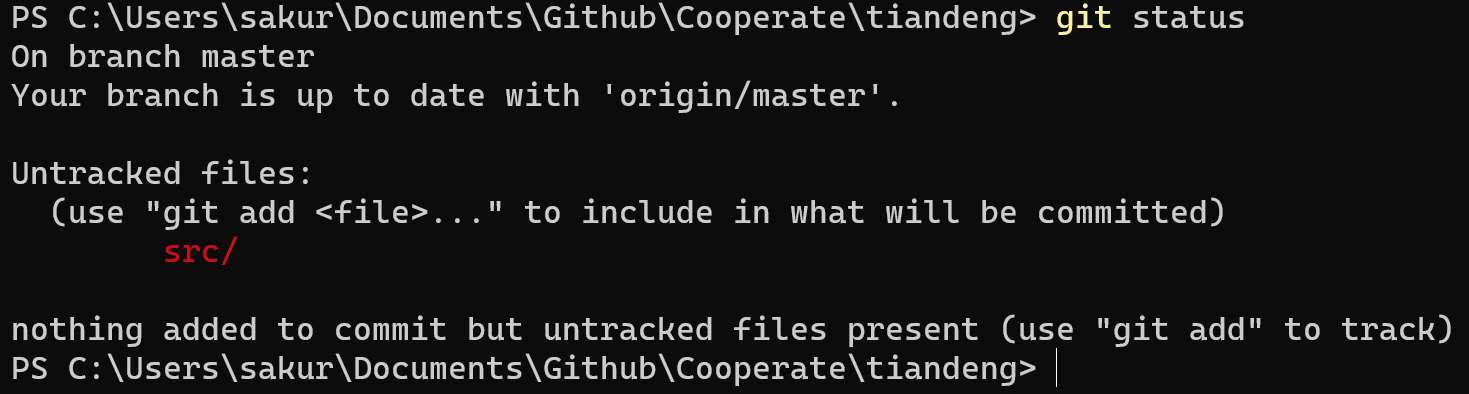 PS C:\Users\sakur\Documents\Github\Cooperate\tiandeng> git status
On branch master
Your branch is up to date with 'origin/master'.
Untracked files:
  (use "git add <file>..." to include in what will be committed)
        src/
nothing added to commit but untracked files present (use "git add" to track)
PS C:\Users\sakur\Documents\Github\Cooperate\tiandeng>